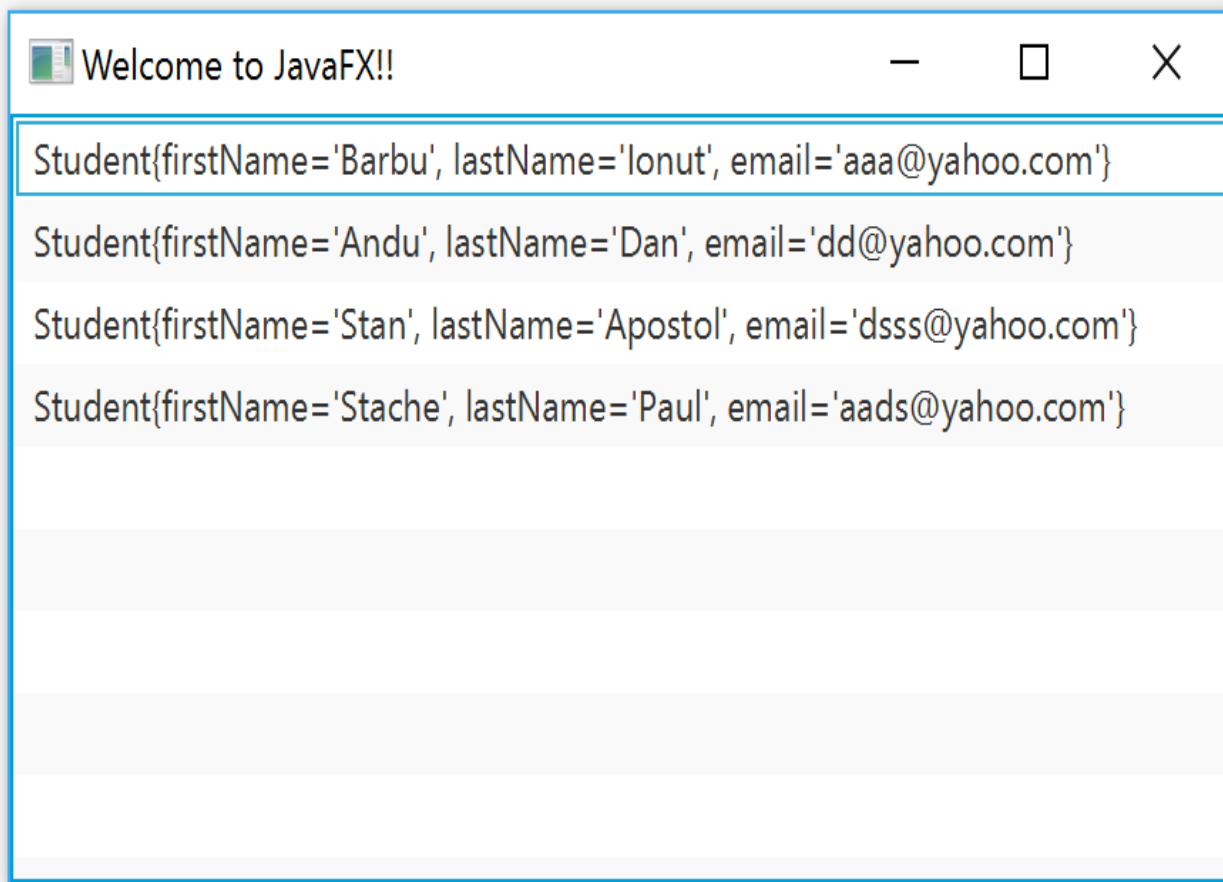 Welcome to JavaFX!!
Student{firstName='Barbu', lastName='Ionut', email='aaa@yahoo.com'}
Student{firstName='Andu', lastName='Dan', email='dd@yahoo.com'}
Student{firstName='Stan', lastName='Apostol', email='dsss@yahoo.com'}
Student{firstName='Stache', lastName='Paul', email='aads@yahoo.com'}